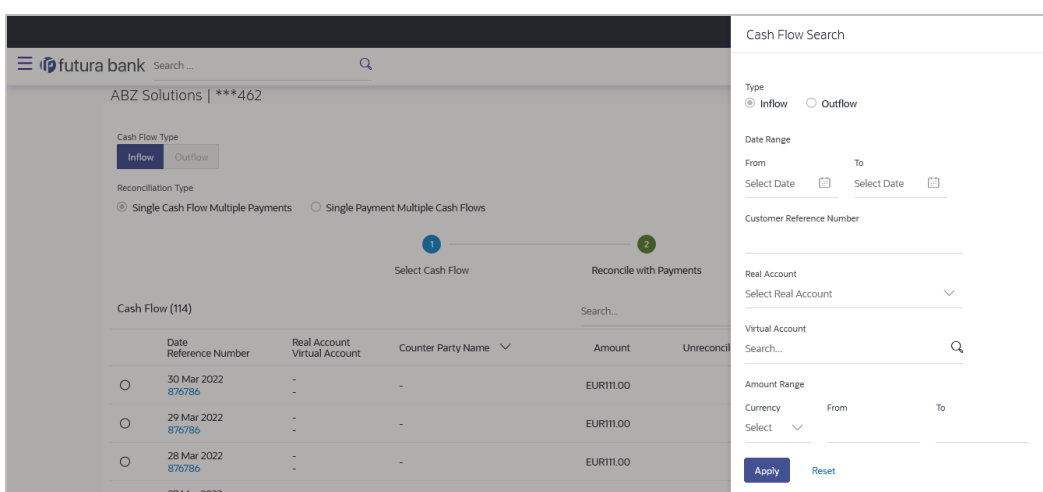 futura bank Search ...
ABZ Solutions | ***462
Cash Flow Type
Inflow Outflow
Reconciliation Type
Single Cash Flow Multiple Payments Single Payment Multiple Cash Flows
1 2
Select Cash Flow Reconcile with Payments
Cash Flow (114) Search...
Date Real Account
Reference Number Virtual Account Counter Party Name Amount Unreconcil
30 Mar 2022 -
876786 - - EUR111.00
29 Mar 2022 -
876786 - - EUR111.00
28 Mar 2022 -
876786 - - EUR111.00
Cash Flow Search
Type
Inflow Outflow
Date Range
From To
Select Date Select Date
Customer Reference Number
Real Account
Select Real Account
Virtual Account
Search...
Amount Range
Currency From To
Select
Apply Reset